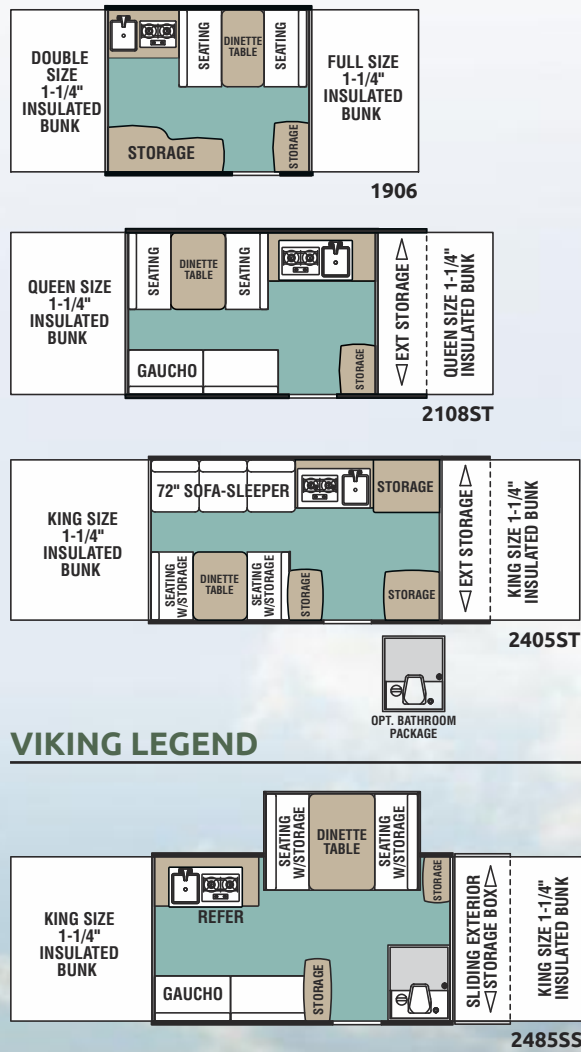 DOUBLE
SIZE
1-1/4"
INSULATED
BUNK
SEATING
DINETTE
TABLE
SEATING
FULL SIZE
1-1/4"
INSULATED
BUNK
STORAGE
STORAGE
1906
QUEEN SIZE
1-1/4"
INSULATED
BUNK
SEATING
DINETTE
TABLE
SEATING
GAUCHO
STORAGE
EXT STORAGE
QUEEN SIZE 1-1/4"
INSULATED BUNK
2108ST
KING SIZE
1-1/4"
INSULATED
BUNK
72" SOFA-SLEEPER
STORAGE
SEATING
W/STORAGE
DINETTE
TABLE
SEATING
W/STORAGE
STORAGE
STORAGE
EXT STORAGE
KING SIZE 1-1/4"
INSULATED BUNK
2405ST
OPT. BATHROOM
PACKAGE
VIKING LEGEND
KING SIZE
1-1/4"
INSULATED
BUNK
SEATING
W/STORAGE
DINETTE
TABLE
SEATING
W/STORAGE
REFER
STORAGE
GAUCHO
STORAGE
SLIDING EXTERIOR
STORAGE BOX
KING SIZE 1-1/4"
INSULATED BUNK
2485SS